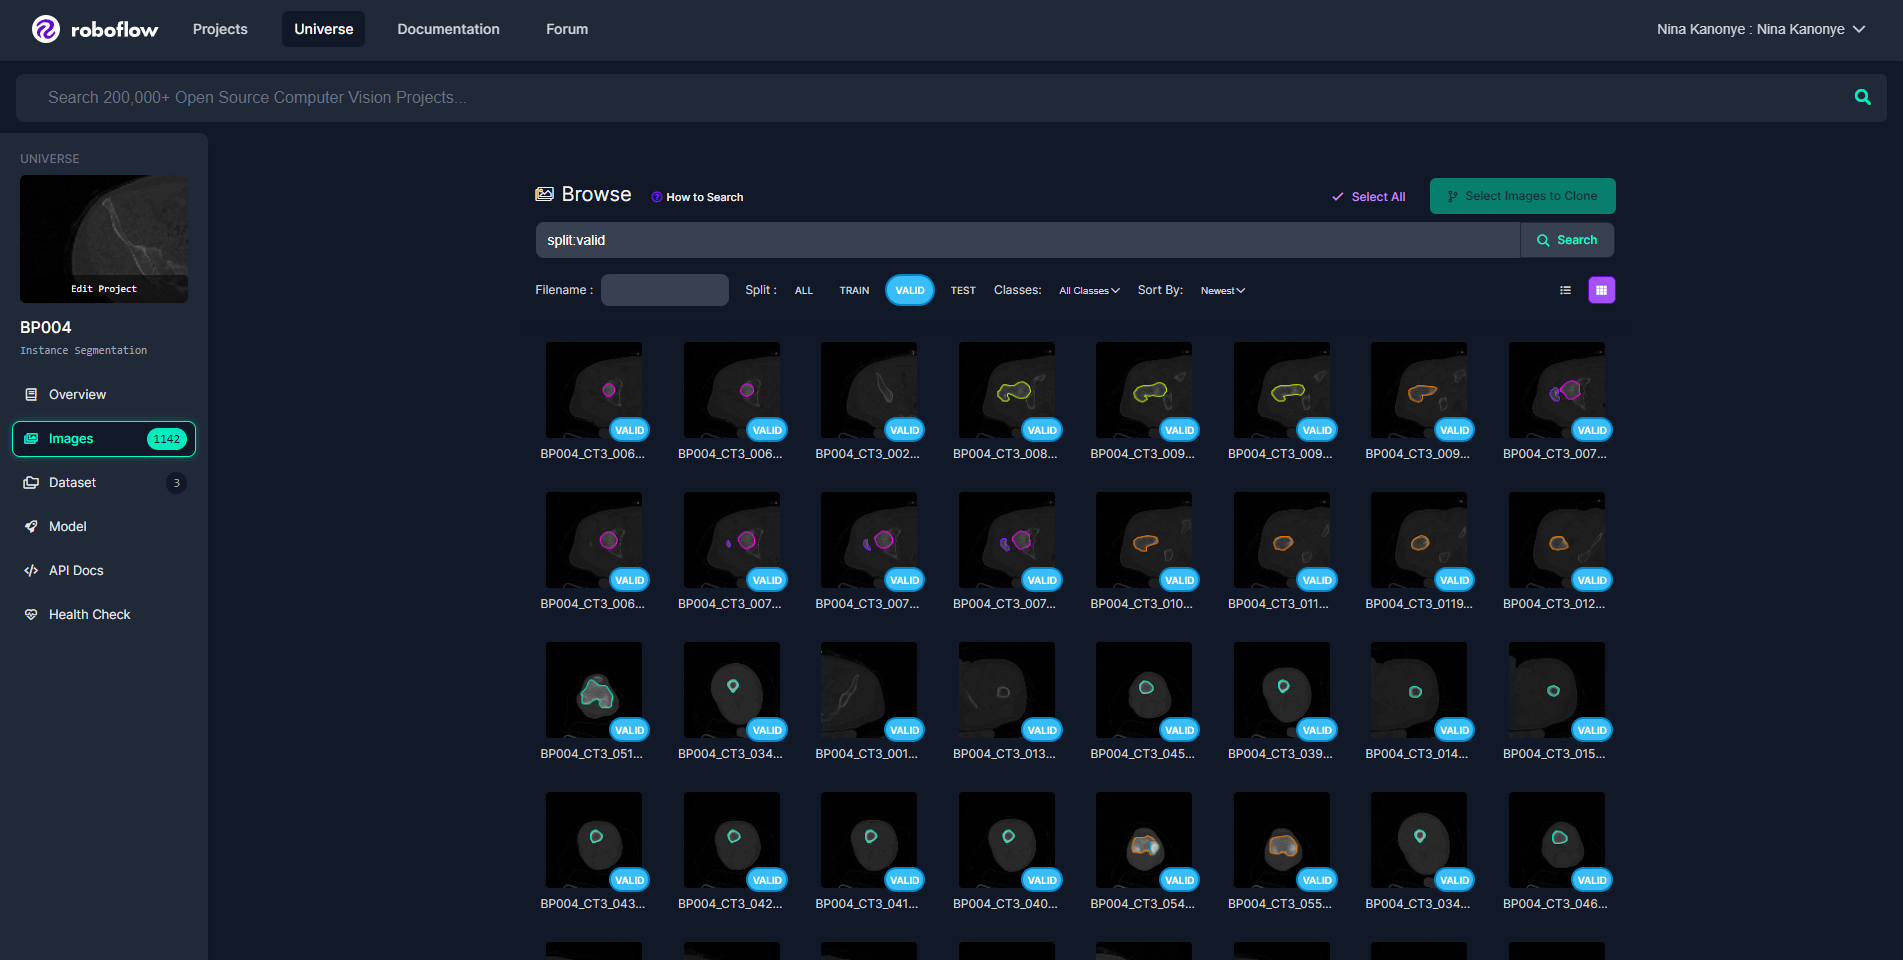 roboflow
Projects
Universe
Documentation
Forum
Nina Kanonye : Nina Kanonye
Search 200,000+ Open Source Computer Vision Projects...
UNIVERSE
Edit Project
BP004
Instance Segmentation
Overview
Images 1142
Dataset 3
Model
API Docs
Health Check
Browse
How to Search
Select All
Select Images to Clone
split:valid
Search
Filename : Split : ALL TRAIN VALID TEST Classes: All Classes Sort By: Newest
VALID VALID VALID VALID VALID VALID VALID VALID
BP004_CT3_006... BP004_CT3_006... BP004_CT3_002... BP004_CT3_008... BP004_CT3_009... BP004_CT3_009... BP004_CT3_009... BP004_CT3_007...
VALID VALID VALID VALID VALID VALID VALID VALID
BP004_CT3_006... BP004_CT3_007... BP004_CT3_007... BP004_CT3_007... BP004_CT3_010... BP004_CT3_011... BP004_CT3_0119... BP004_CT3_012...
VALID VALID VALID VALID VALID VALID VALID VALID
BP004_CT3_051... BP004_CT3_034... BP004_CT3_001... BP004_CT3_013... BP004_CT3_045... BP004_CT3_039... BP004_CT3_014... BP004_CT3_015...
VALID VALID VALID VALID VALID VALID VALID VALID
BP004_CT3_043... BP004_CT3_042... BP004_CT3_041... BP004_CT3_040... BP004_CT3_054... BP004_CT3_055... BP004_CT3_034... BP004_CT3_046...